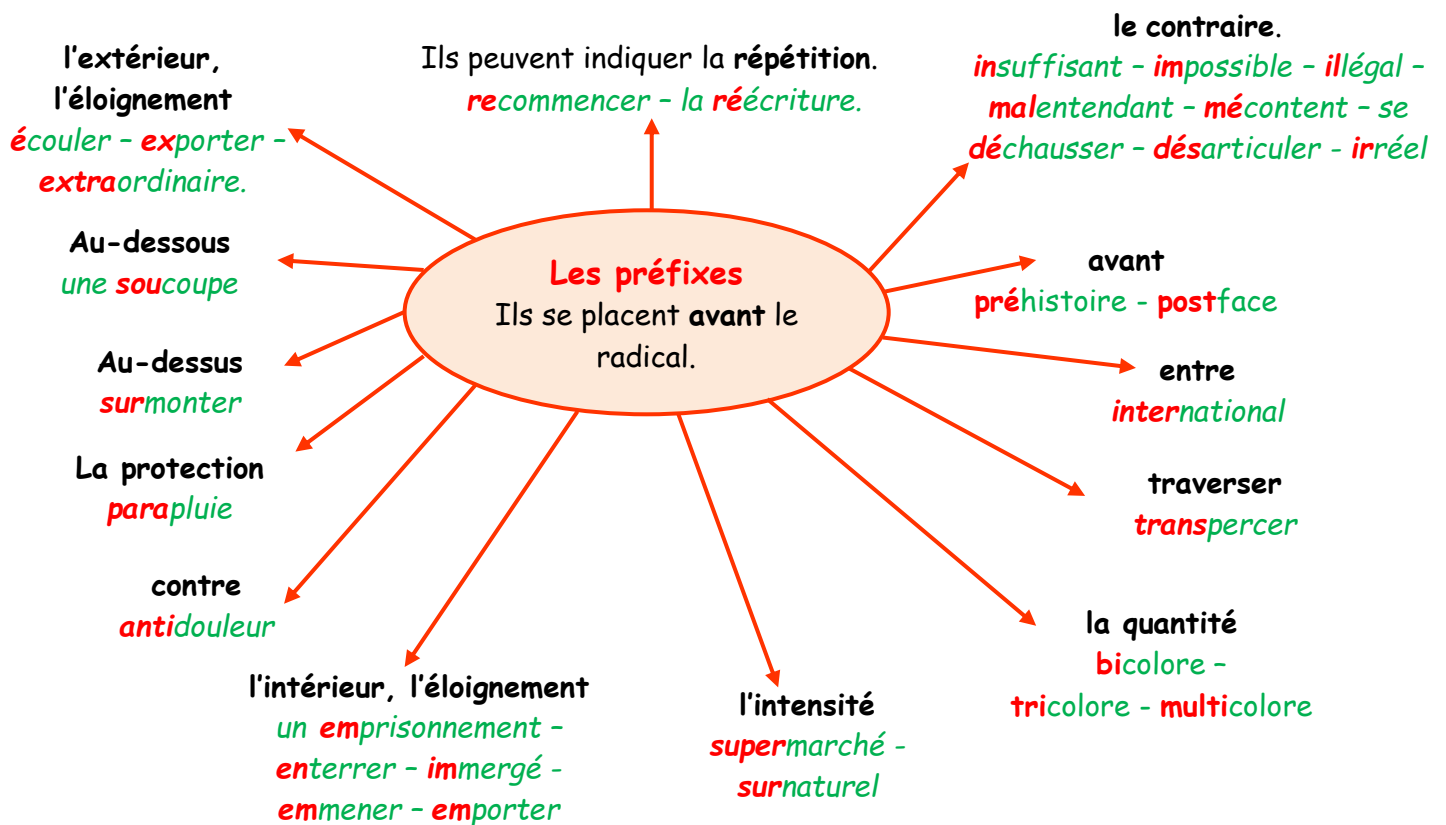 l'extérieur,
l'éloignement
écouler – exporter –
extraordinaire.
Ils peuvent indiquer la répétition.
recommencer – la réécriture.
le contraire.
insuffisant – impossible – illégal –
malentendant – mécontent – se
déchausser – désarticuler - irréel
Au-dessous
une soucoupe
Les préfixes
Ils se placent avant le
radical.
avant
préhistoire - postface
Au-dessus
surmonter
entre
international
La protection
parapluie
traverser
transpercer
contre
antidouleur
la quantité
bicolore –
tricolore - multicolore
l'intérieur, l'éloignement
un emprisonnement –
enterrer – immergé -
emmener – emporter
l'intensité
supermarché -
surnaturel